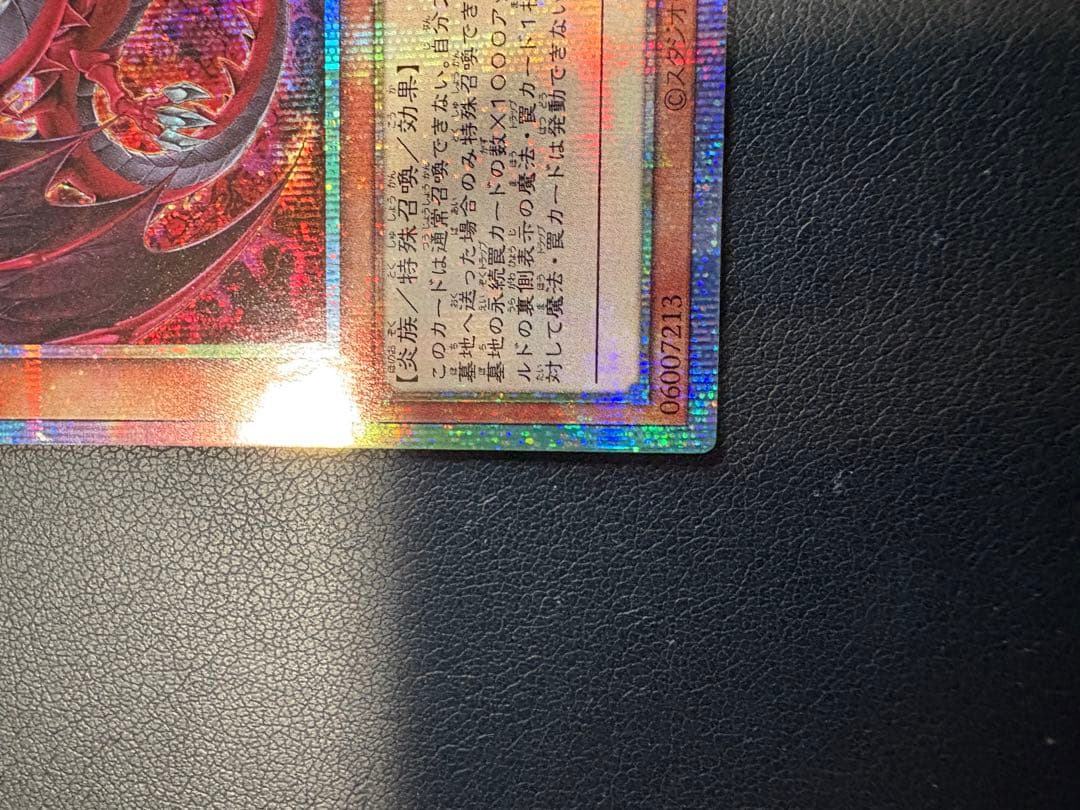 【炎族／特殊召喚／効果】
このカードは通常召喚できない。自分
墓地へ送った場合のみ特殊召喚でき
墓地の永続罠カードの数×1000ア
ルドの裏側表示の魔法・罠カード1
対して魔法・罠カードは発動できない
06007213
©スタジオ